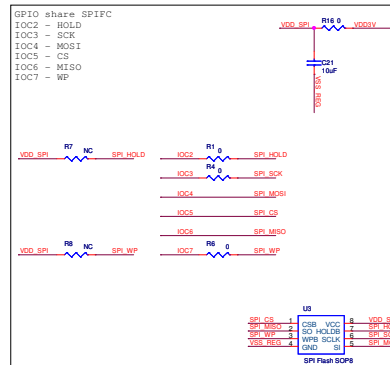 GPIO share SPIFC
IOC2 - HOLD
IOC3 - SCK
IOC4 - MOSI
IOC5 - CS
IOC6 - MISO
IOC7 - WP
VDD_SPI R16 0 VDD3V
C21
10uF
VSS_REG
VDD_SPI R7 NC SPI_HOLD
IOC2 R1 0 SPI_HOLD
IOC3 R4 0 SPI_SCK
IOC4 SPI_MOSI
IOC5 SPI_CS
IOC6 SPI_MISO
VDD_SPI R8 NC SPI_WP
IOC7 R6 0 SPI_WP
U3
SPI_CS 1 CSB VCC 8
SPI_MISO 2 SO HOLDB 7
SPI_WP 3 WPB SCLK 6
VSS_REG 4 GND SI 5
SPI Flash SOP8